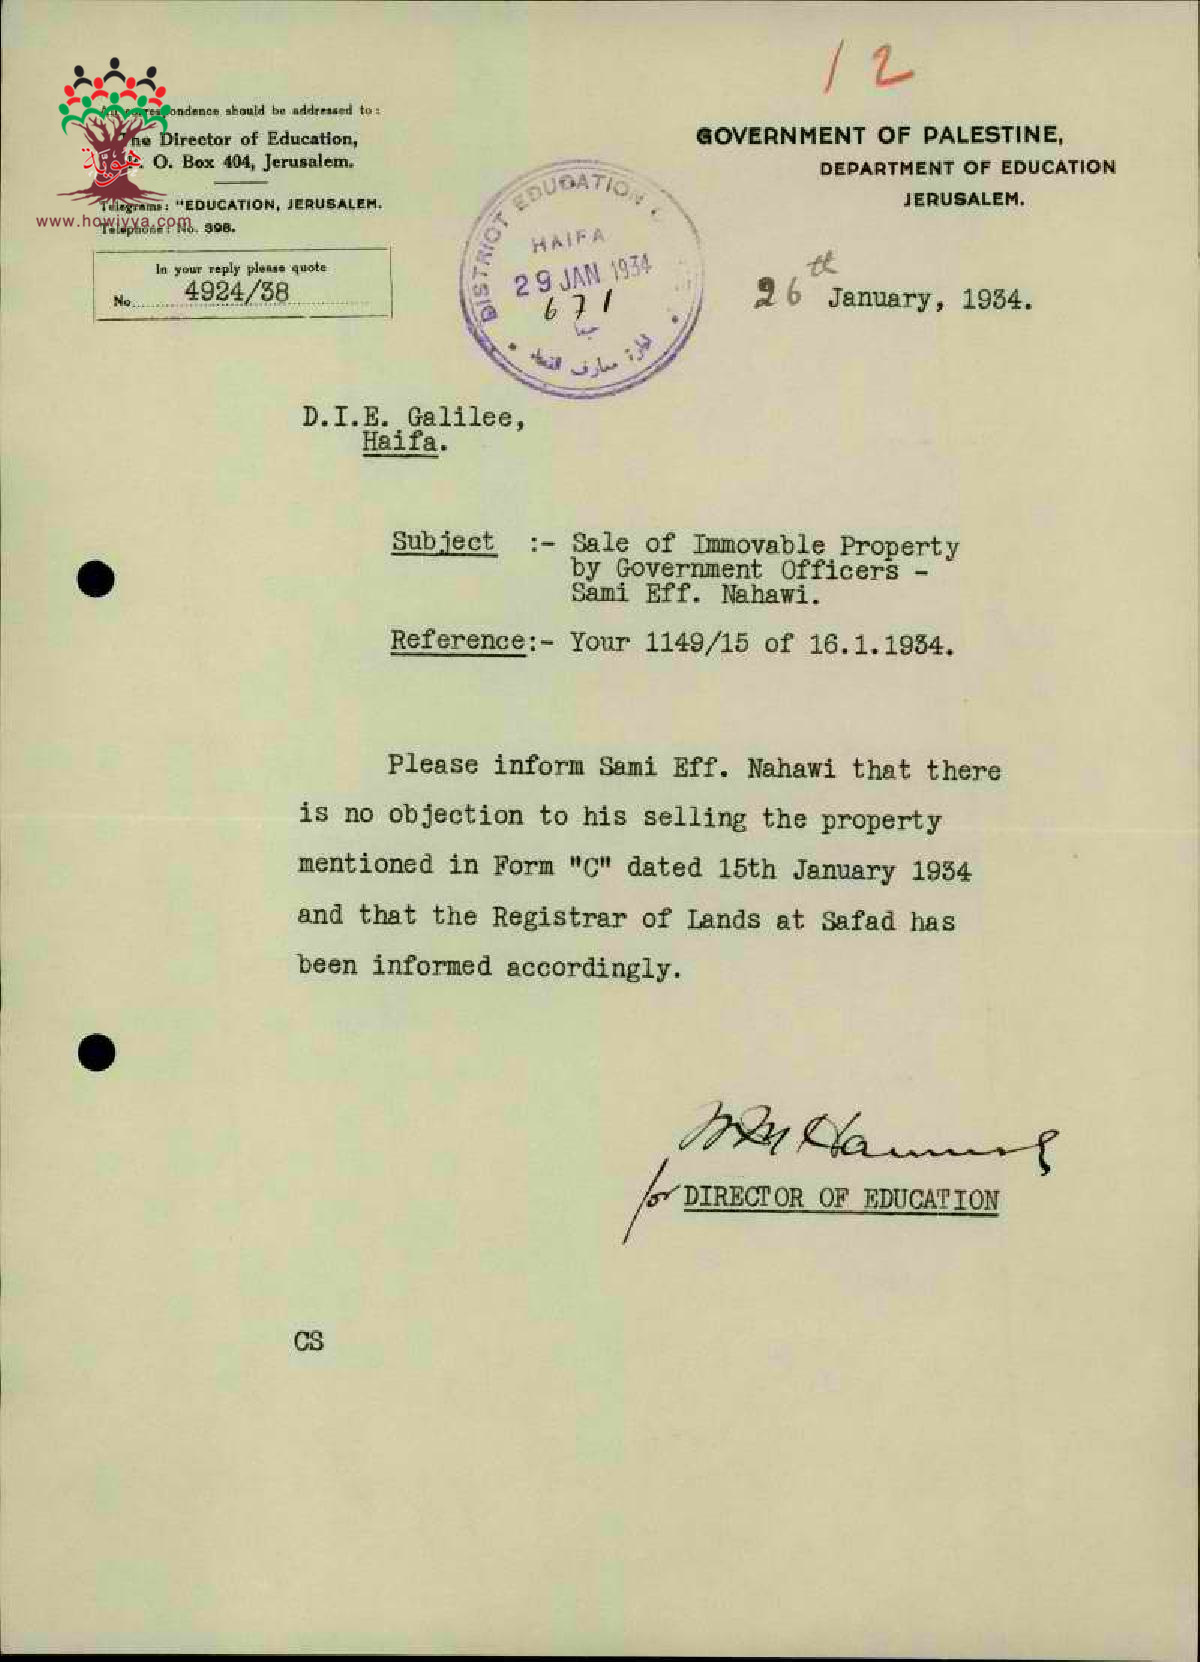 12
All correspondence should be addressed to:
The Director of Education,
P. O. Box 404, Jerusalem.
Telegrams: "EDUCATION, JERUSALEM.
www.howiyya.com
Telephone: No. 398.
In your reply please quote
No. 4924/38
GOVERNMENT OF PALESTINE,
DEPARTMENT OF EDUCATION
JERUSALEM.
DISTRICT EDUCATION
HAIFA
29 JAN 1934
671
26th January, 1934.
D.I.E. Galilee,
Haifa.
Subject :- Sale of Immovable Property
by Government Officers -
Sami Eff. Nahawi.
Reference:- Your 1149/15 of 16.1.1934.
Please inform Sami Eff. Nahawi that there
is no objection to his selling the property
mentioned in Form "C" dated 15th January 1934
and that the Registrar of Lands at Safad has
been informed accordingly.
for DIRECTOR OF EDUCATION
CS